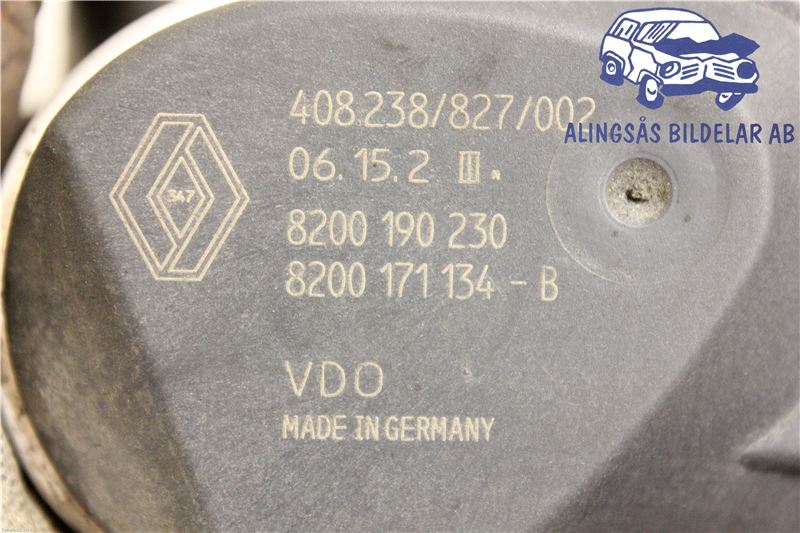 408.238/827/002
ALINGSÅS BILDELAR AB
06.15.2 III
347
8200 190 230
8200 171 134 - B
VDO
MADE IN GERMANY